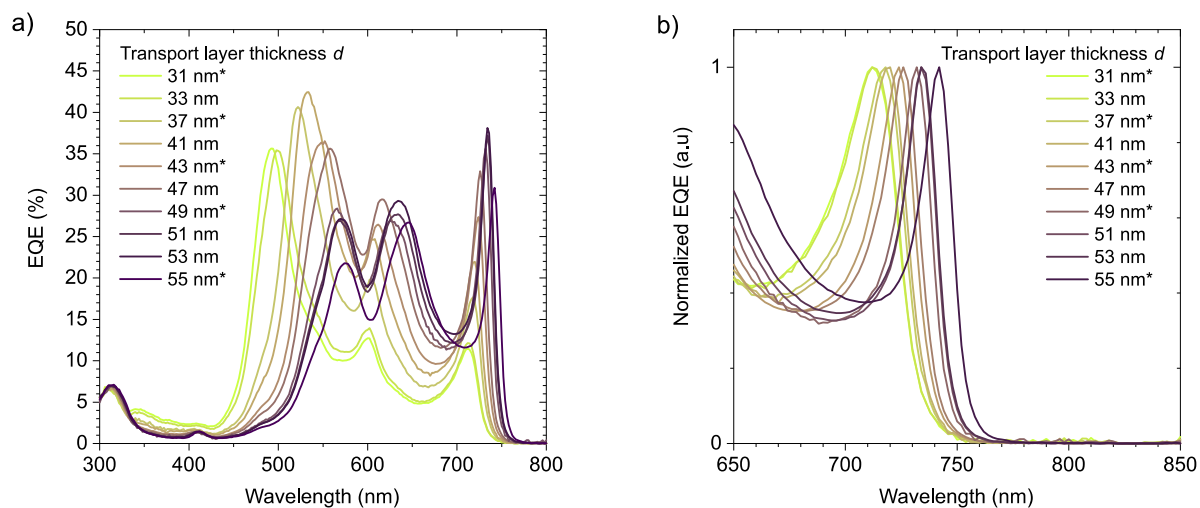 a)
EQE (%)
50
45
40
35
30
25
20
15
10
5
0
Transport layer thickness d
31 nm*
33 nm
37 nm*
41 nm
43 nm*
47 nm
49 nm*
51 nm
53 nm
55 nm*
300 400 500 600 700 800
Wavelength (nm)
b)
Normalized EQE (a.u)
1
0
Transport layer thickness d
31 nm*
33 nm
37 nm*
41 nm
43 nm*
47 nm
49 nm*
51 nm
53 nm
55 nm*
650 700 750 800 850
Wavelength (nm)